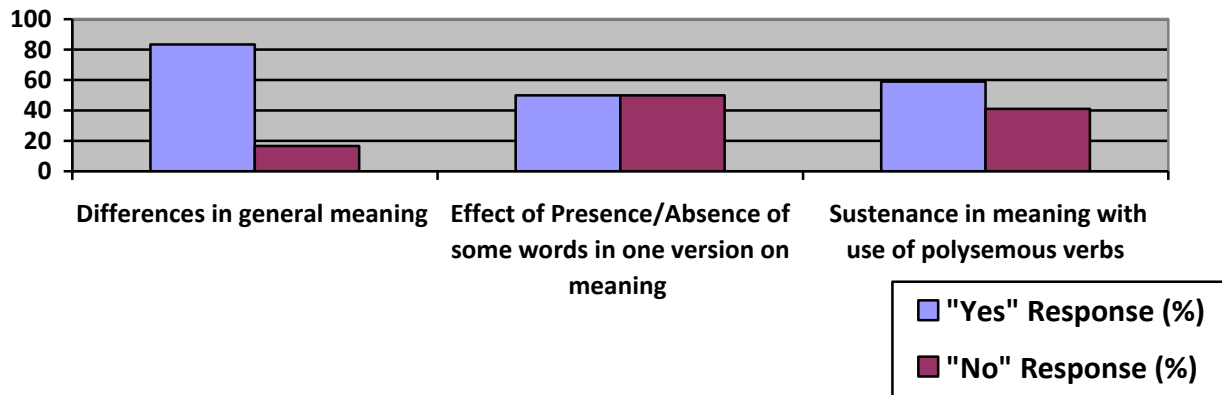 100
80
60
40
20
0
Differences in general meaning
Effect of Presence/Absence of
some words in one version on
meaning
Sustenance in meaning with
use of polysemous verbs
"Yes" Response (%)
"No" Response (%)